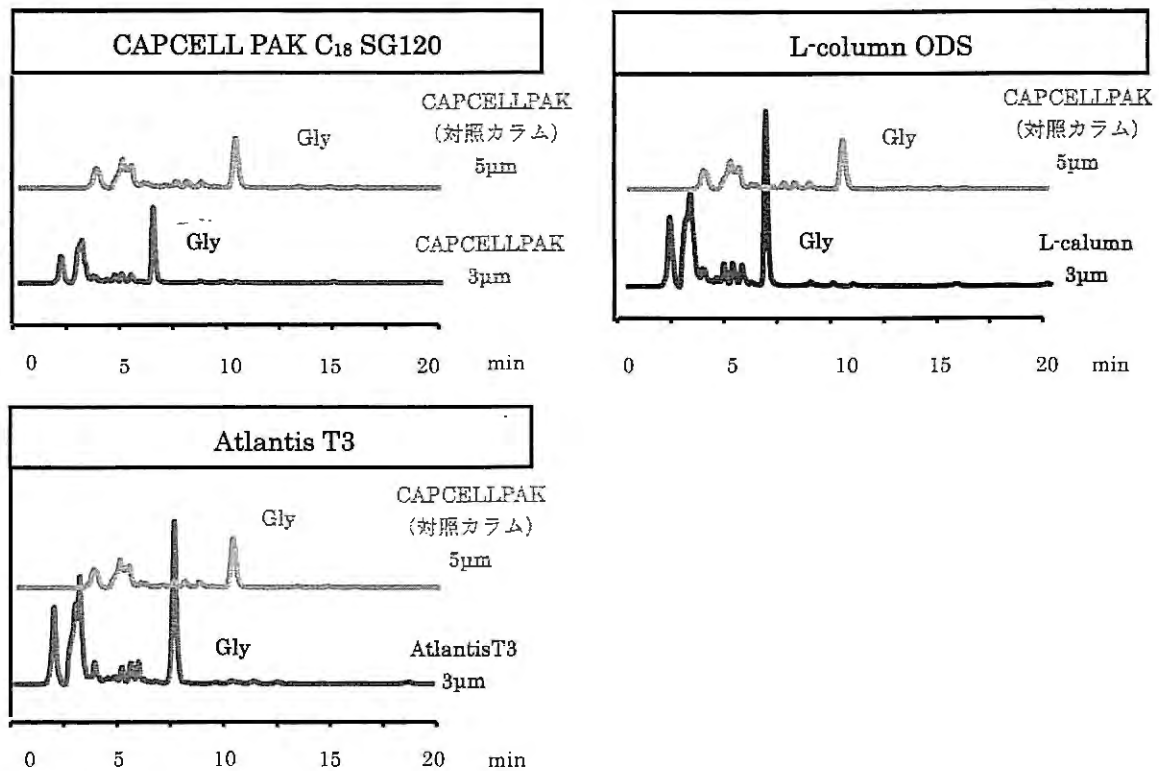 CAPCELL PAK C₁₈ SG120
CAPCELLPAK
(対照カラム)
5μm
Gly
Gly
CAPCELLPAK
3μm
0 5 10 15 20 min
L-column ODS
CAPCELLPAK
(対照カラム)
5μm
Gly
Gly
L-calumn
3μm
0 5 10 15 20 min
Atlantis T3
CAPCELLPAK
(対照カラム)
5μm
Gly
Gly
AtlantisT3
3μm
0 5 10 15 20 min